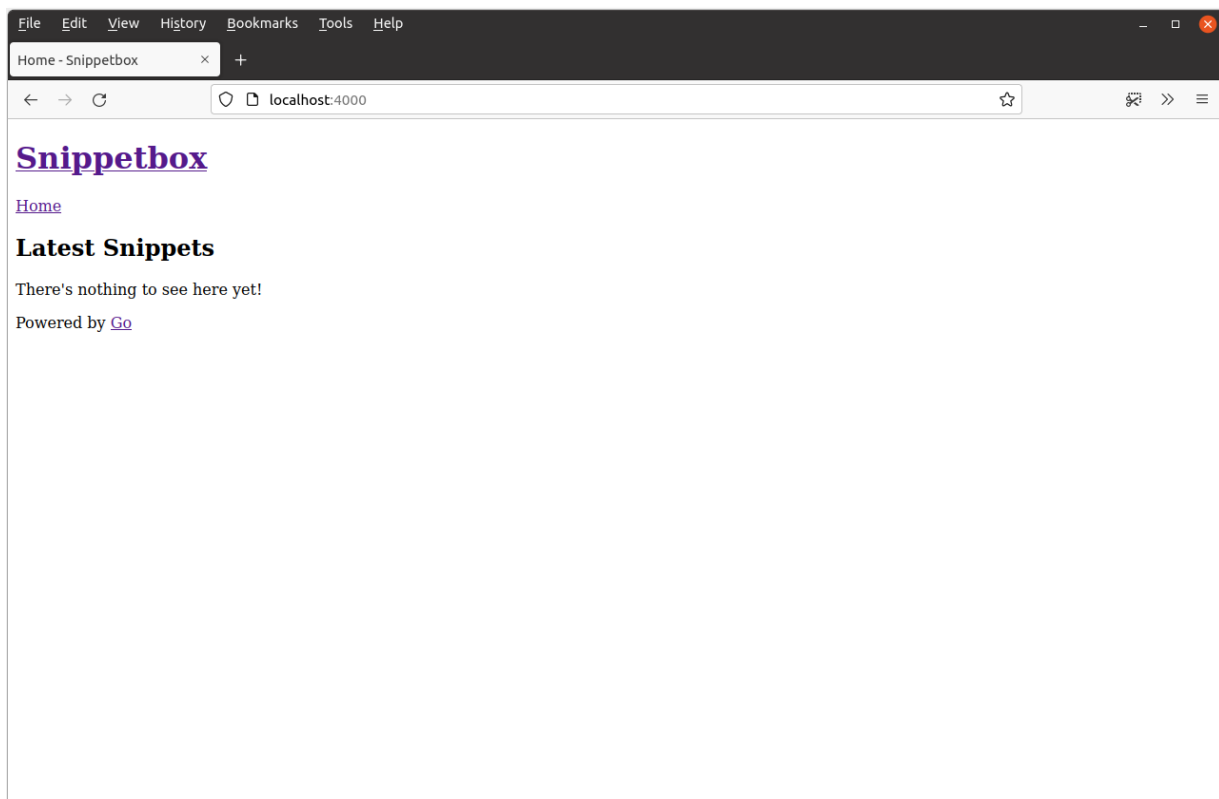 File Edit View History Bookmarks Tools Help
Home - Snippetbox
localhost:4000
Snippetbox
Home
Latest Snippets
There's nothing to see here yet!
Powered by Go